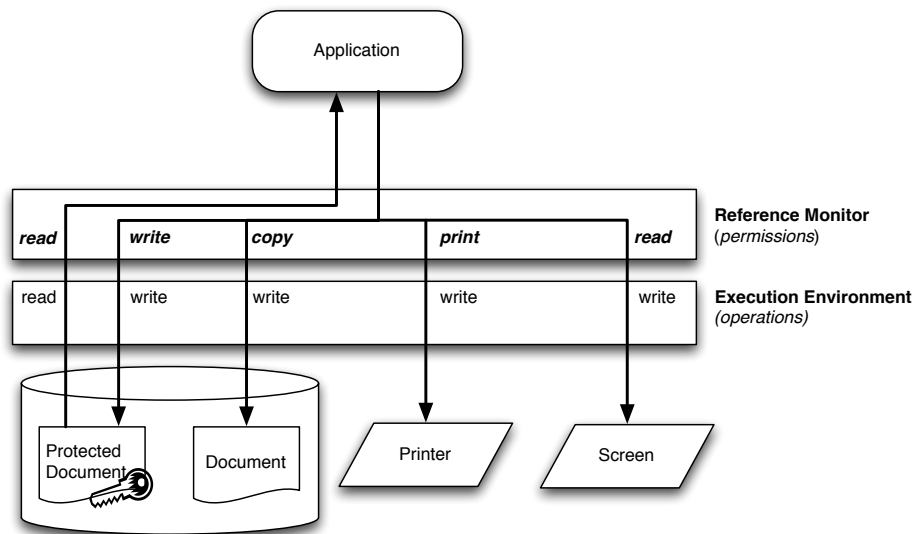 Application
Reference Monitor
(permissions)
read
write
copy
print
read
read
write
write
write
write
Execution Environment
(operations)
Protected
Document
Document
Printer
Screen